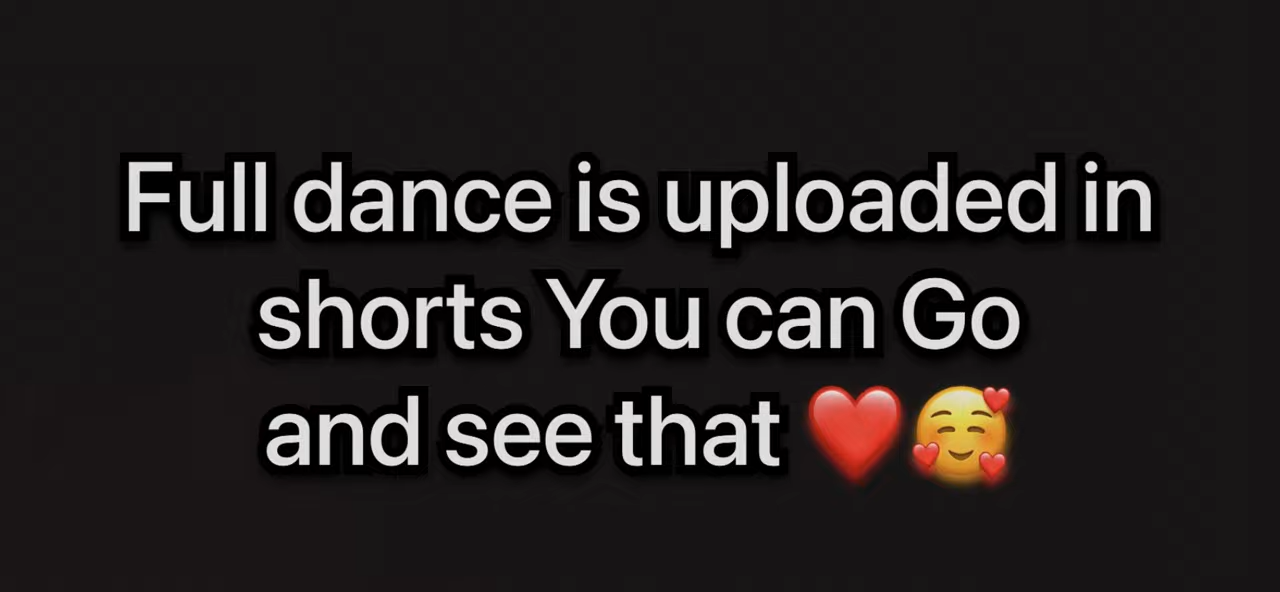 Full dance is uploaded in
shorts You can Go
and see that ❤️🥰